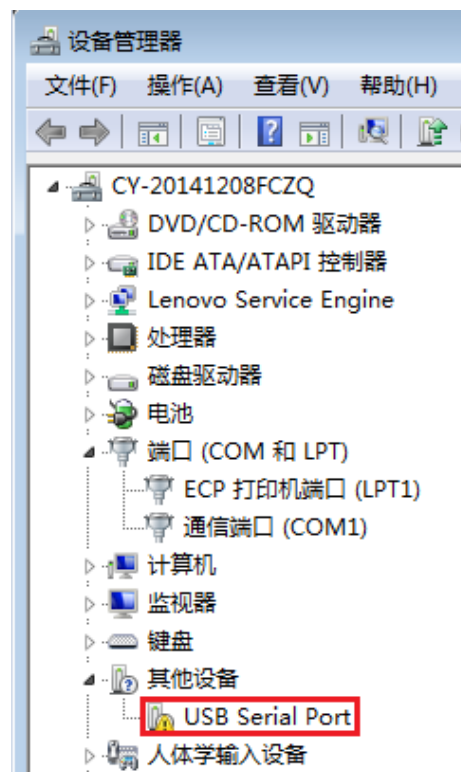 设备管理器
文件(F) 操作(A) 查看(V) 帮助(H)
CY-20141208FCZQ
DVD/CD-ROM 驱动器
IDE ATA/ATAPI 控制器
Lenovo Service Engine
处理器
磁盘驱动器
电池
端口 (COM 和 LPT)
ECP 打印机端口 (LPT1)
通信端口 (COM1)
计算机
监视器
键盘
其他设备
USB Serial Port
人体学输入设备